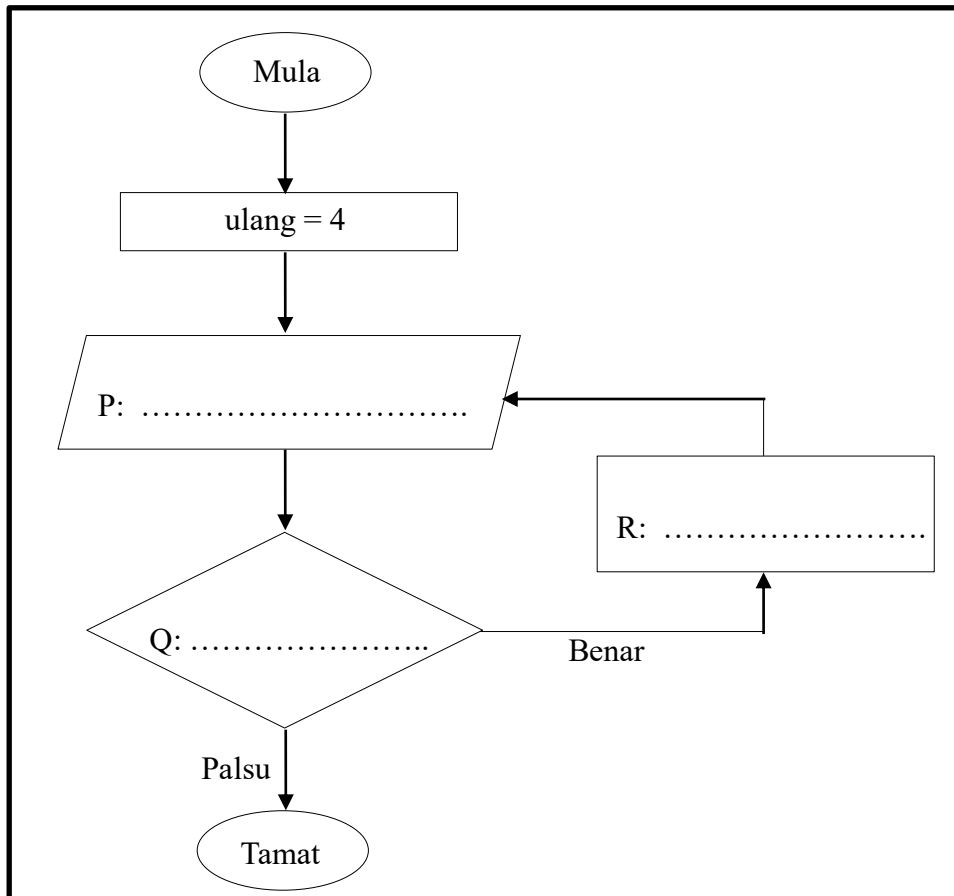 Mula
ulang = 4
P: ………………………….
R: …………………….
Q: …………………..
Benar
Palsu
Tamat